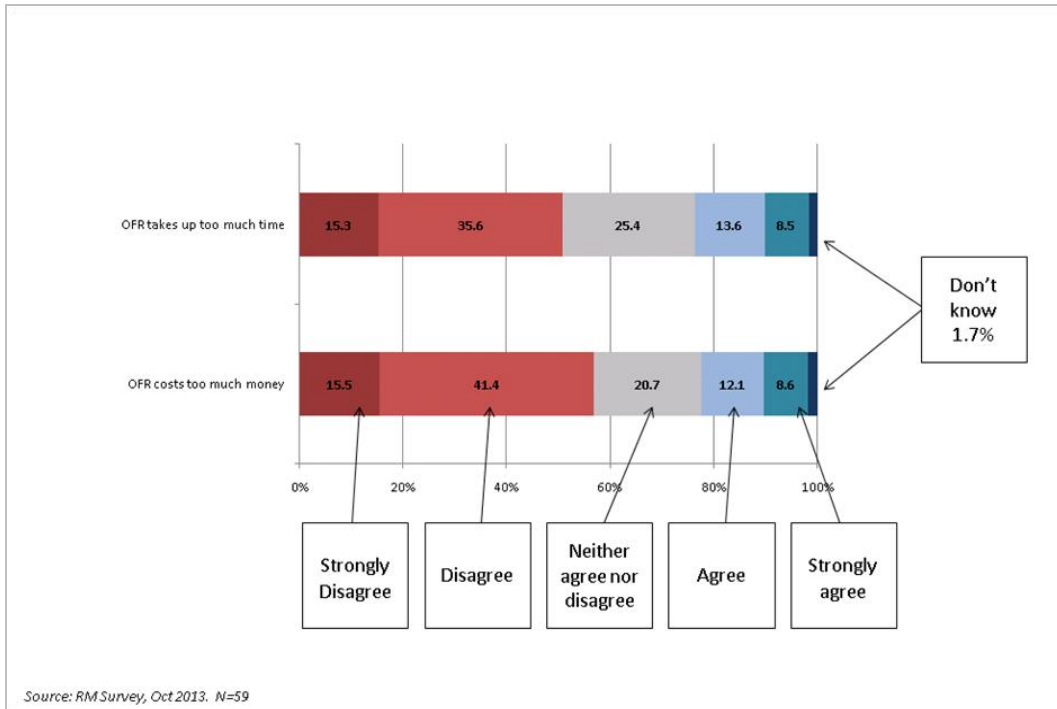 OFR takes up too much time
15.3
35.6
25.4
13.6
8.5
Don't
know
1.7%
OFR costs too much money
15.5
41.4
20.7
12.1
8.6
0%
20%
40%
60%
80%
100%
Strongly
Disagree
Disagree
Neither
agree nor
disagree
Agree
Strongly
agree
Source: RM Survey, Oct 2013. N=59